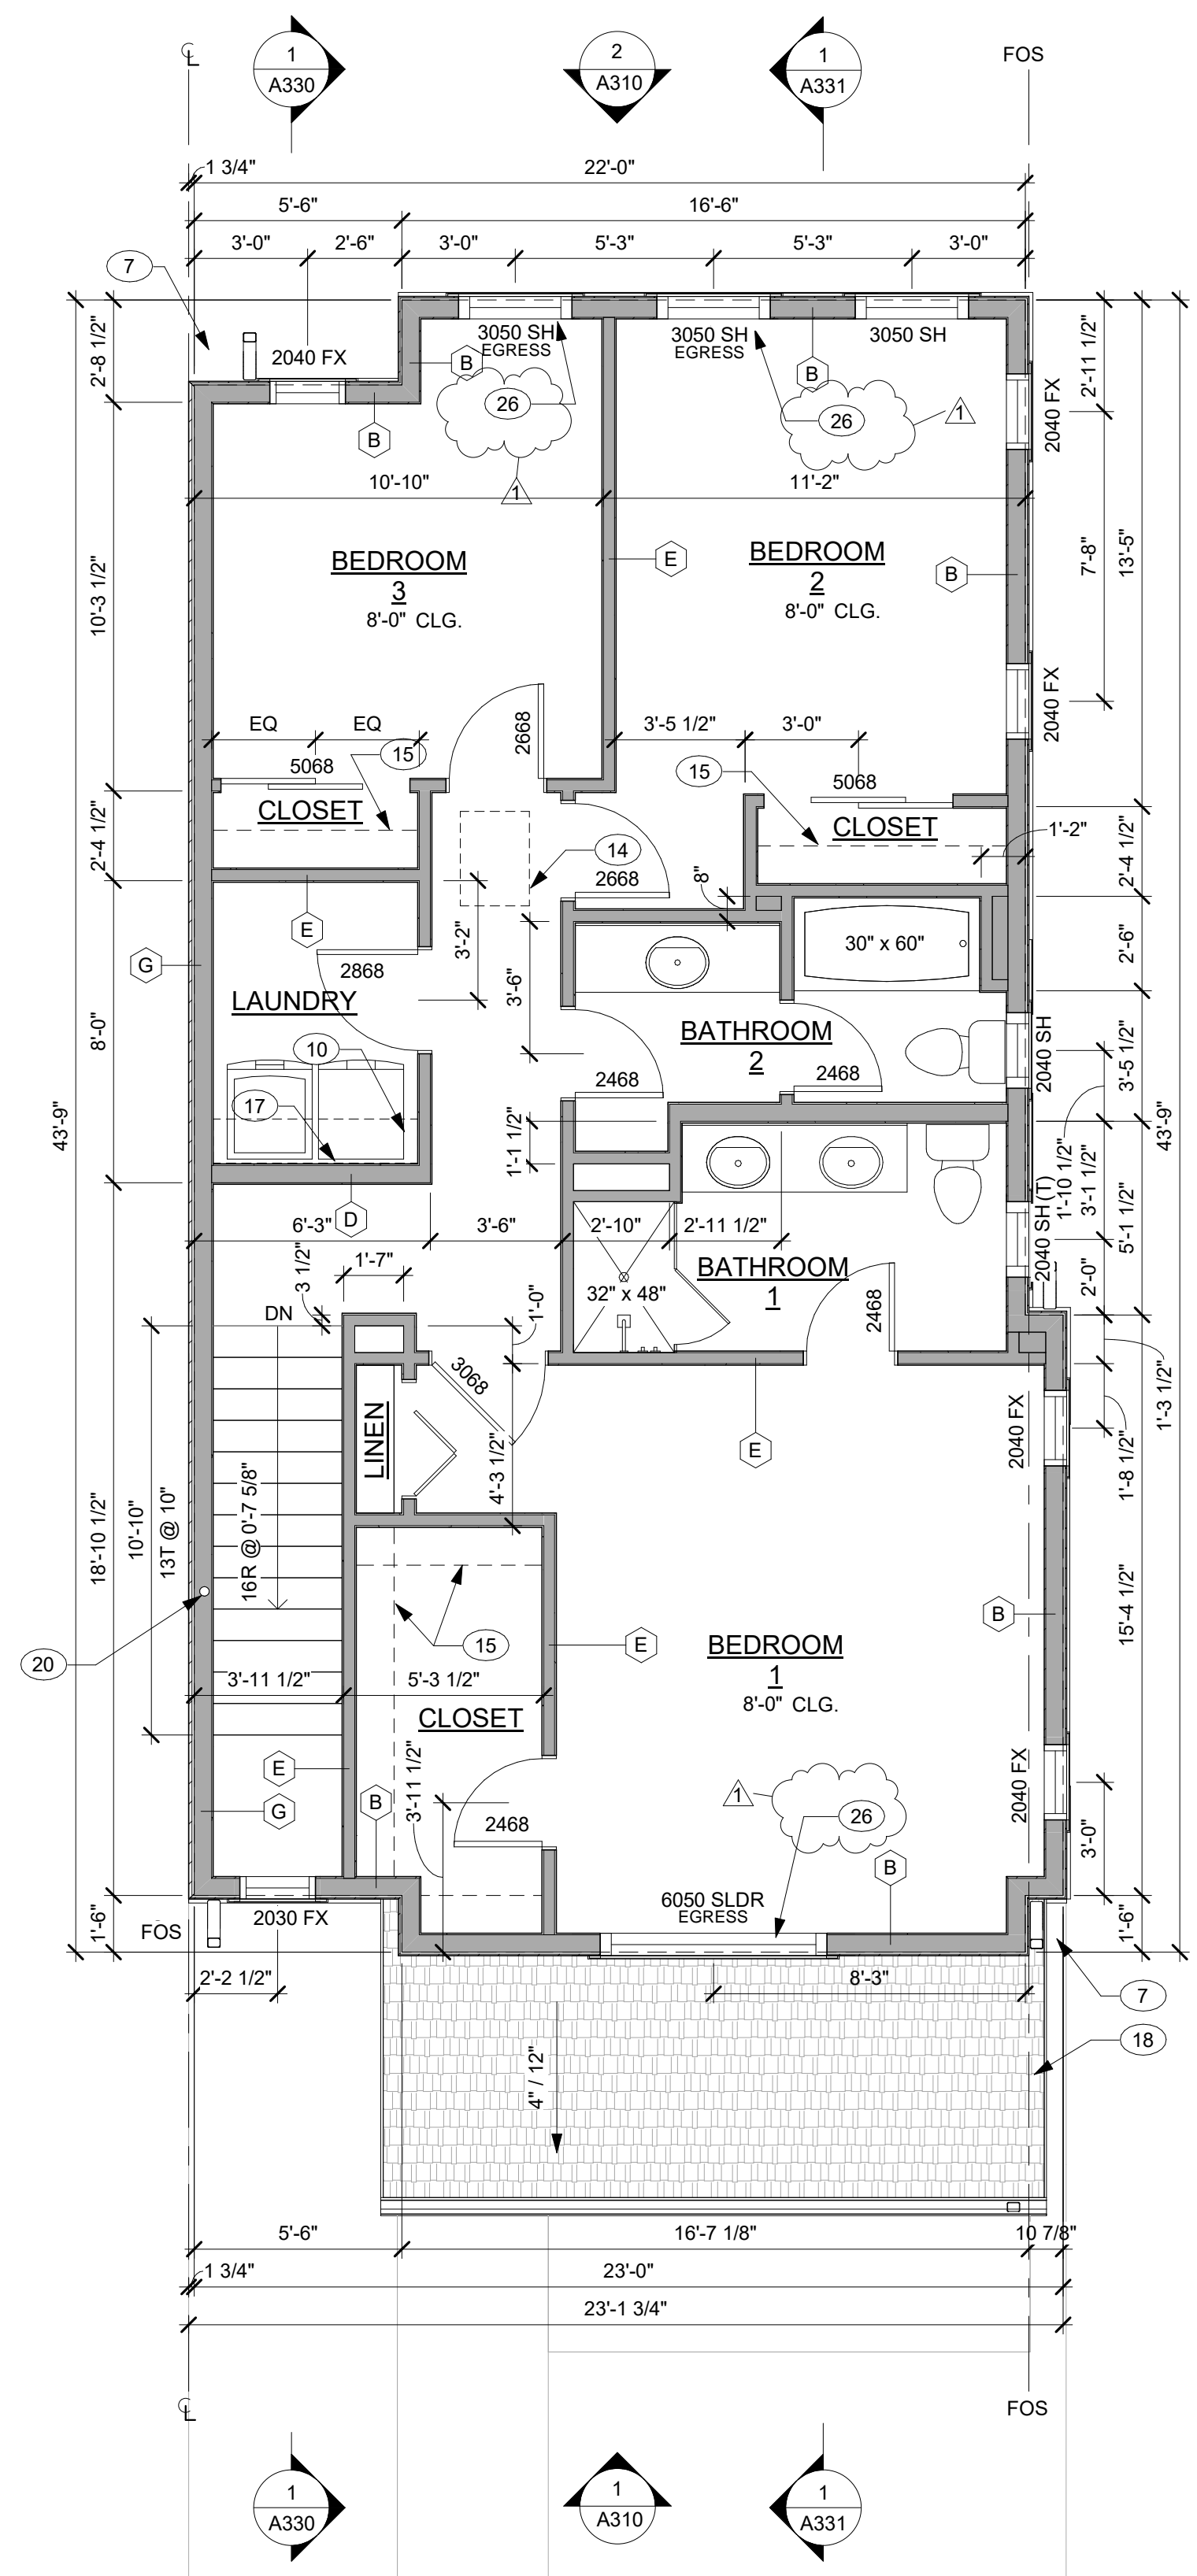 ℄
1
A330
2
A310
1
A331
FOS
1 3/4"
22'-0"
5'-6"
16'-6"
3'-0"
2'-6"
3'-0"
5'-3"
5'-3"
3'-0"
7
2'-8 1/2"
2040 FX
3050 SH
EGRESS
3050 SH
EGRESS
3050 SH
B
B
B
26
26
1
1
2040 FX
2'-11 1/2"
10'-10"
11'-2"
BEDROOM
3
8'-0" CLG.
BEDROOM
2
8'-0" CLG.
E
B
10'-3 1/2"
7'-8"
13'-5"
2040 FX
EQ
EQ
2668
3'-5 1/2"
3'-0"
5068
15
15
5068
CLOSET
CLOSET
1'-2"
2'-4 1/2"
2'-4 1/2"
14
2668
8"
E
G
3'-2"
3'-6"
30" x 60"
2'-6"
2868
LAUNDRY
BATHROOM
2
8'-0"
10
17
2468
2468
2040 SH
3'-5 1/2"
43'-9"
43'-9"
1'-1 1/2"
1'-10 1/2"
3'-1 1/2"
D
6'-3"
3'-6"
2'-10"
2'-11 1/2"
2040 SH(T)
5'-1 1/2"
3 1/2"
1'-7"
BATHROOM
1
32" x 48"
2'-0"
DN
1'-0"
2468
3068
1'-3 1/2"
LINEN
4'-3 1/2"
E
2040 FX
1'-8 1/2"
18'-10 1/2"
10'-10"
13T @ 10"
16R @ 0'-7 5/8"
20
15
E
B
15'-4 1/2"
BEDROOM
1
8'-0" CLG.
3'-11 1/2"
5'-3 1/2"
CLOSET
E
G
B
3'-11 1/2"
2468
1
26
B
2040 FX
3'-0"
6050 SLDR
EGRESS
1'-6"
FOS
2030 FX
1'-6"
2'-2 1/2"
8'-3"
7
18
4" / 12"
5'-6"
16'-7 1/8"
10 7/8"
1 3/4"
23'-0"
23'-1 3/4"
℄
FOS
1
A330
1
A310
1
A331